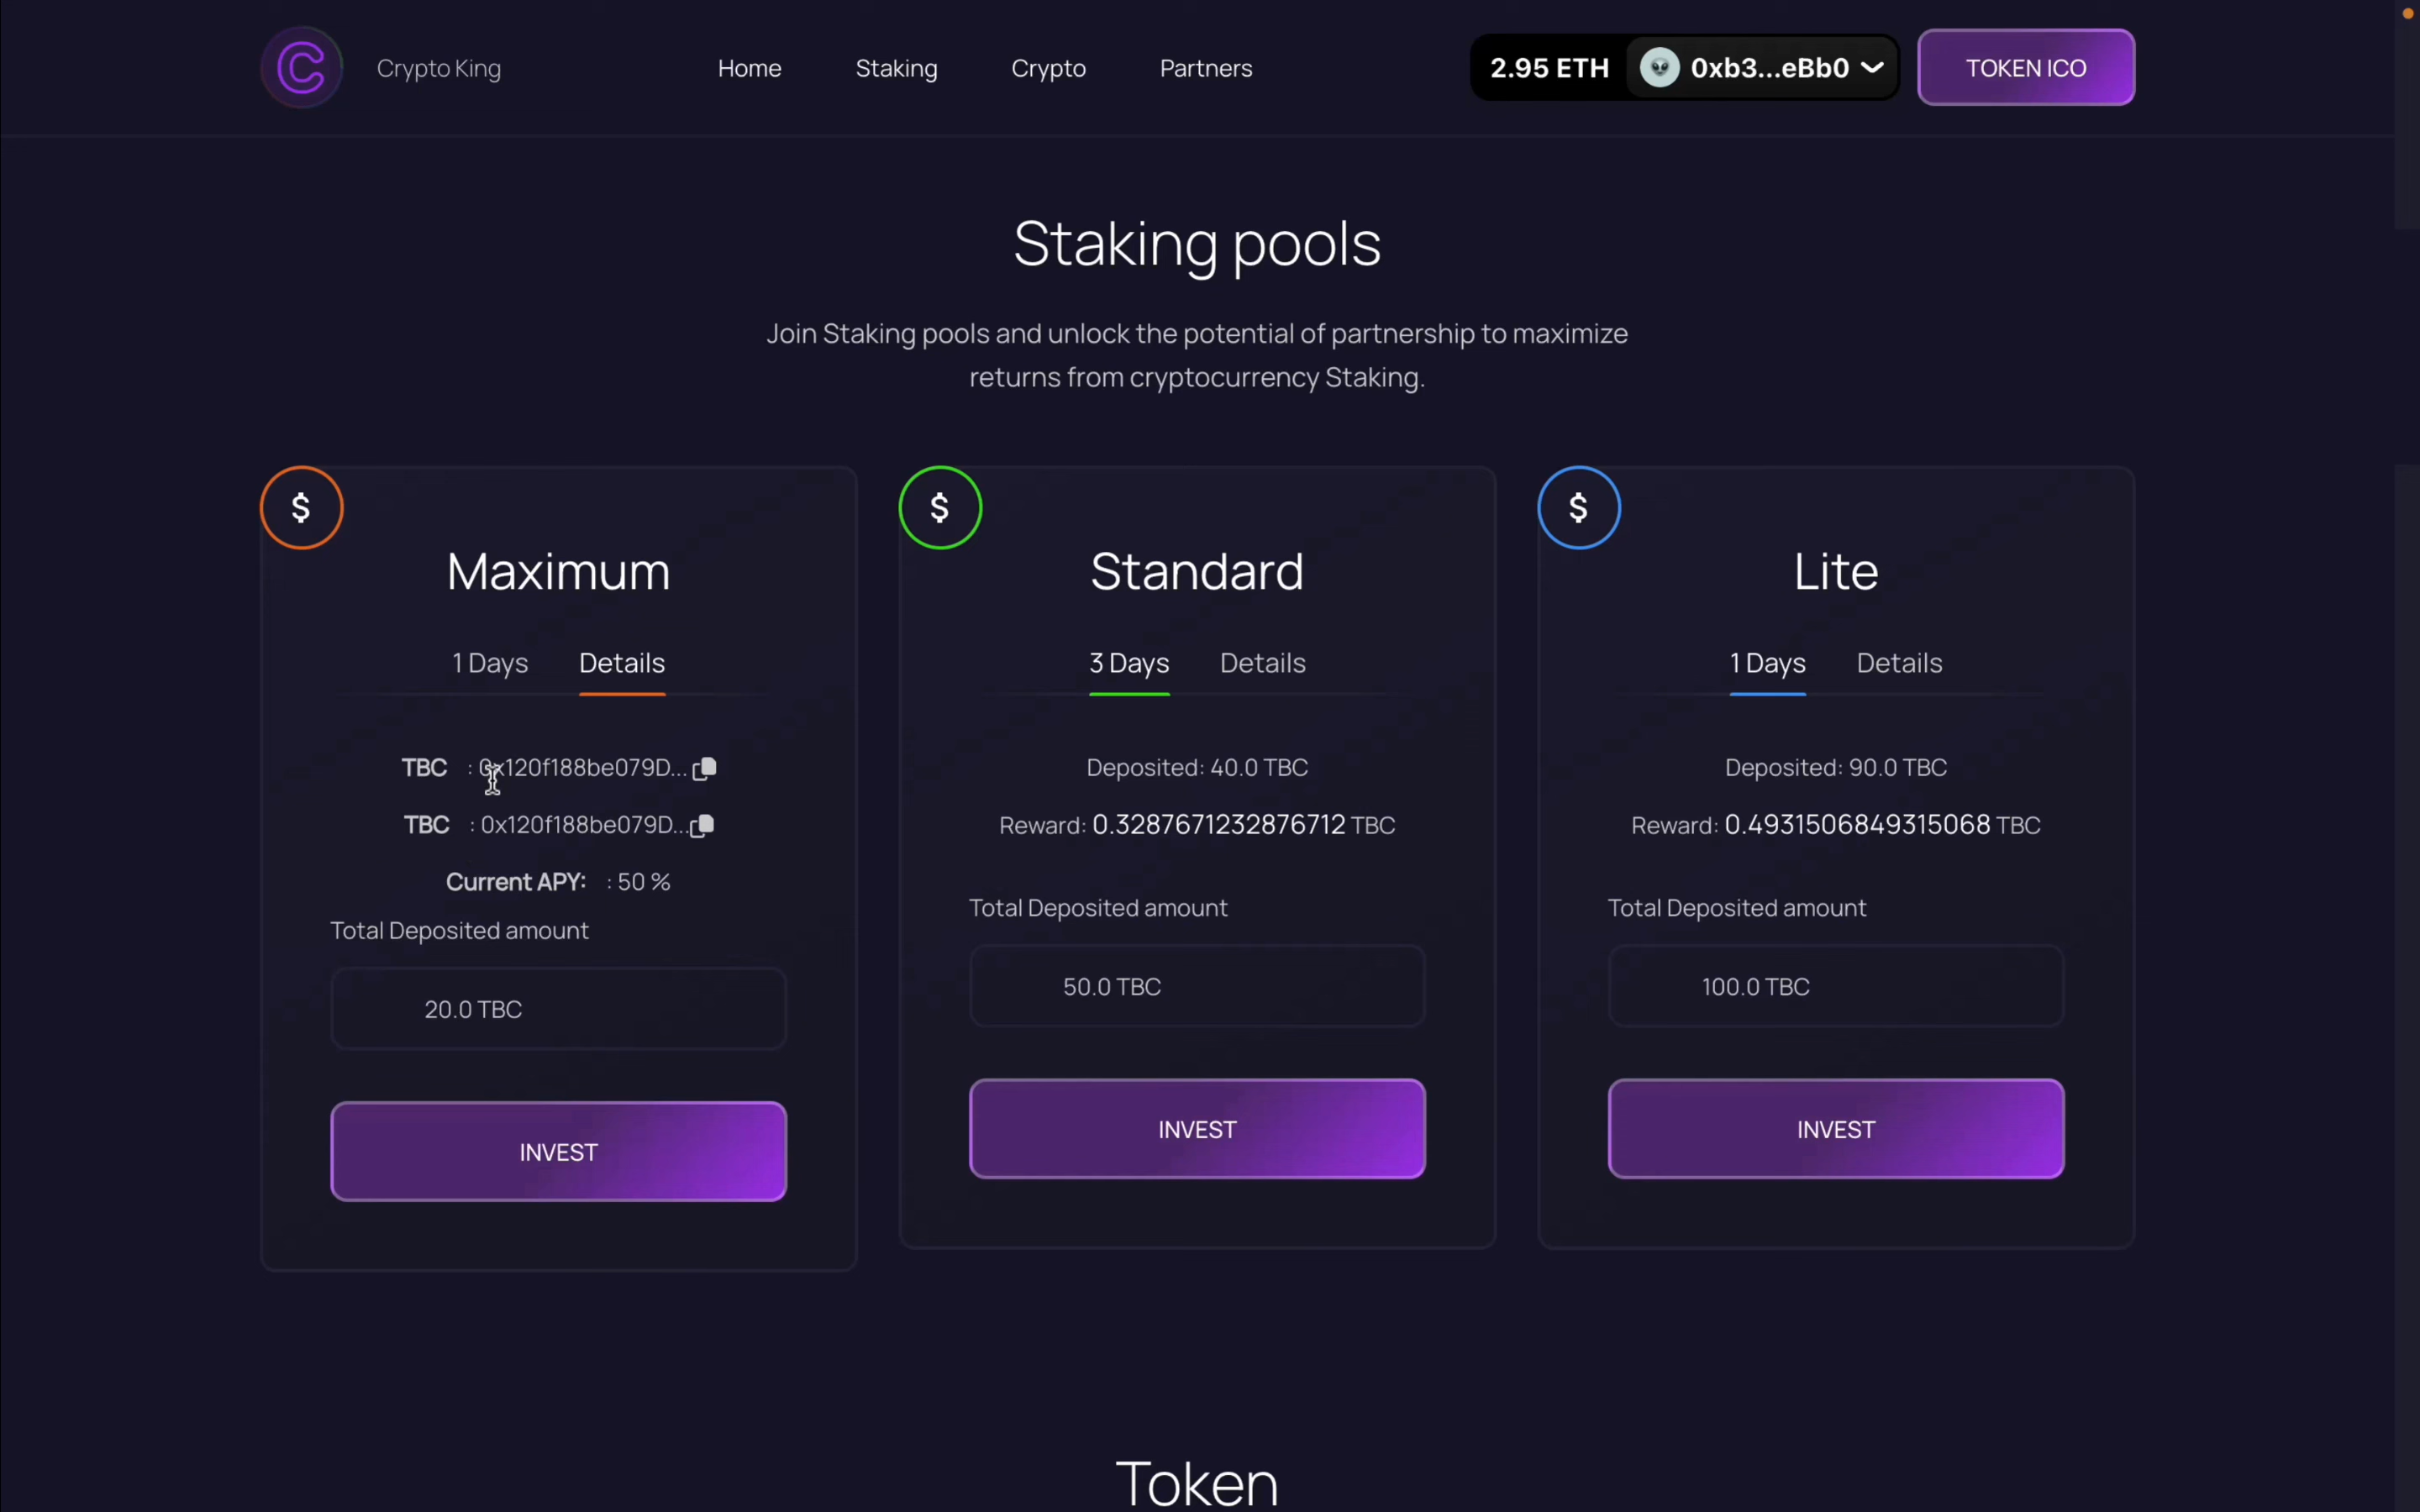 Crypto King
Home
Staking
Crypto
Partners
2.95 ETH
0xb3...eBb0
TOKEN ICO
Staking pools
Join Staking pools and unlock the potential of partnership to maximize
returns from cryptocurrency Staking.
$
Maximum
1 Days
Details
TBC : 0x120f188be079D...
TBC : 0x120f188be079D...
Current APY: : 50 %
Total Deposited amount
20.0 TBC
INVEST
$
Standard
3 Days
Details
Deposited: 40.0 TBC
Reward: 0.3287671232876712 TBC
Total Deposited amount
50.0 TBC
INVEST
$
Lite
1 Days
Details
Deposited: 90.0 TBC
Reward: 0.4931506849315068 TBC
Total Deposited amount
100.0 TBC
INVEST
Token